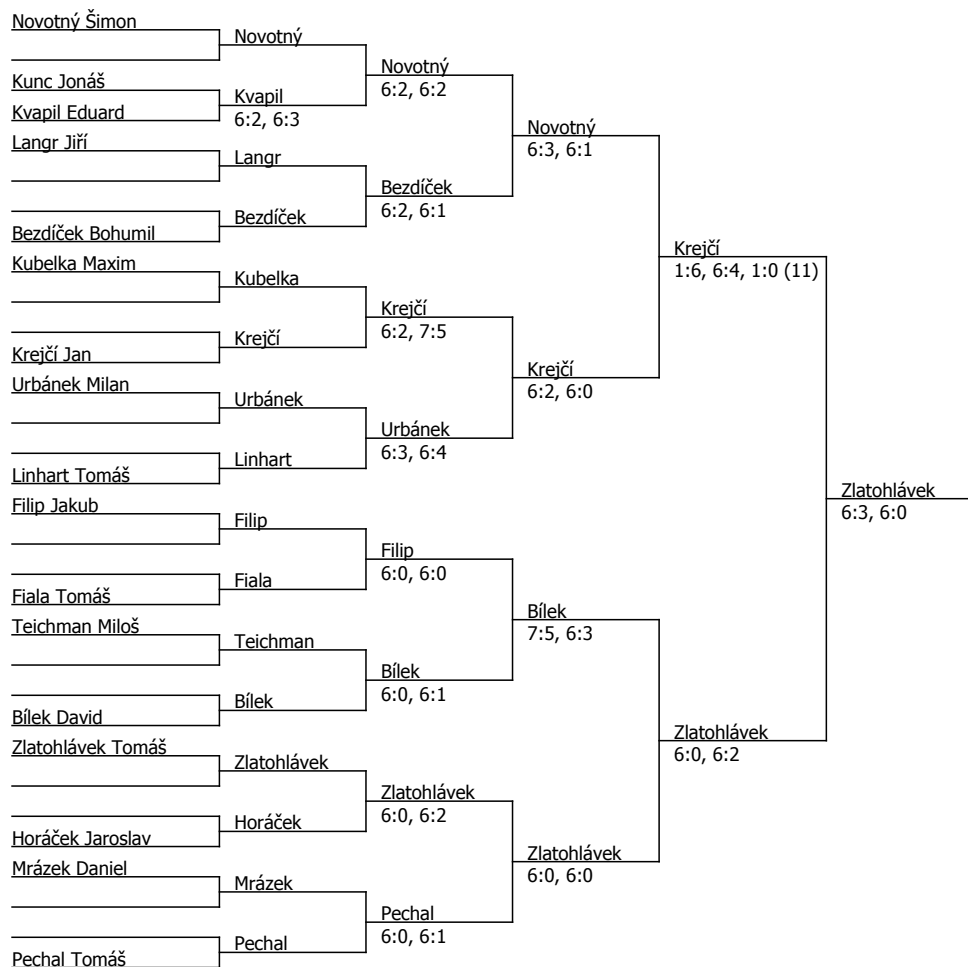 Novotný Šimon
Kunc Jonáš
Kvapil Eduard
Langr Jiří
Bezdíček Bohumil
Kubelka Maxim
Krejčí Jan
Urbánek Milan
Linhart Tomáš
Filip Jakub
Fiala Tomáš
Teichman Miloš
Bílek David
Zlatohlávek Tomáš
Horáček Jaroslav
Mrázek Daniel
Pechal Tomáš
Novotný
Kvapil
6:2, 6:3
Langr
Bezdíček
Kubelka
Krejčí
Urbánek
Linhart
Filip
Fiala
Teichman
Bílek
Zlatohlávek
Horáček
Mrázek
Pechal
Novotný
6:2, 6:2
Bezdíček
6:2, 6:1
Krejčí
6:2, 7:5
Urbánek
6:3, 6:4
Filip
6:0, 6:0
Bílek
6:0, 6:1
Zlatohlávek
6:0, 6:2
Pechal
6:0, 6:1
Novotný
6:3, 6:1
Krejčí
6:2, 6:0
Bílek
7:5, 6:3
Zlatohlávek
6:0, 6:0
Krejčí
1:6, 6:4, 1:0 (11)
Zlatohlávek
6:0, 6:2
Zlatohlávek
6:3, 6:0